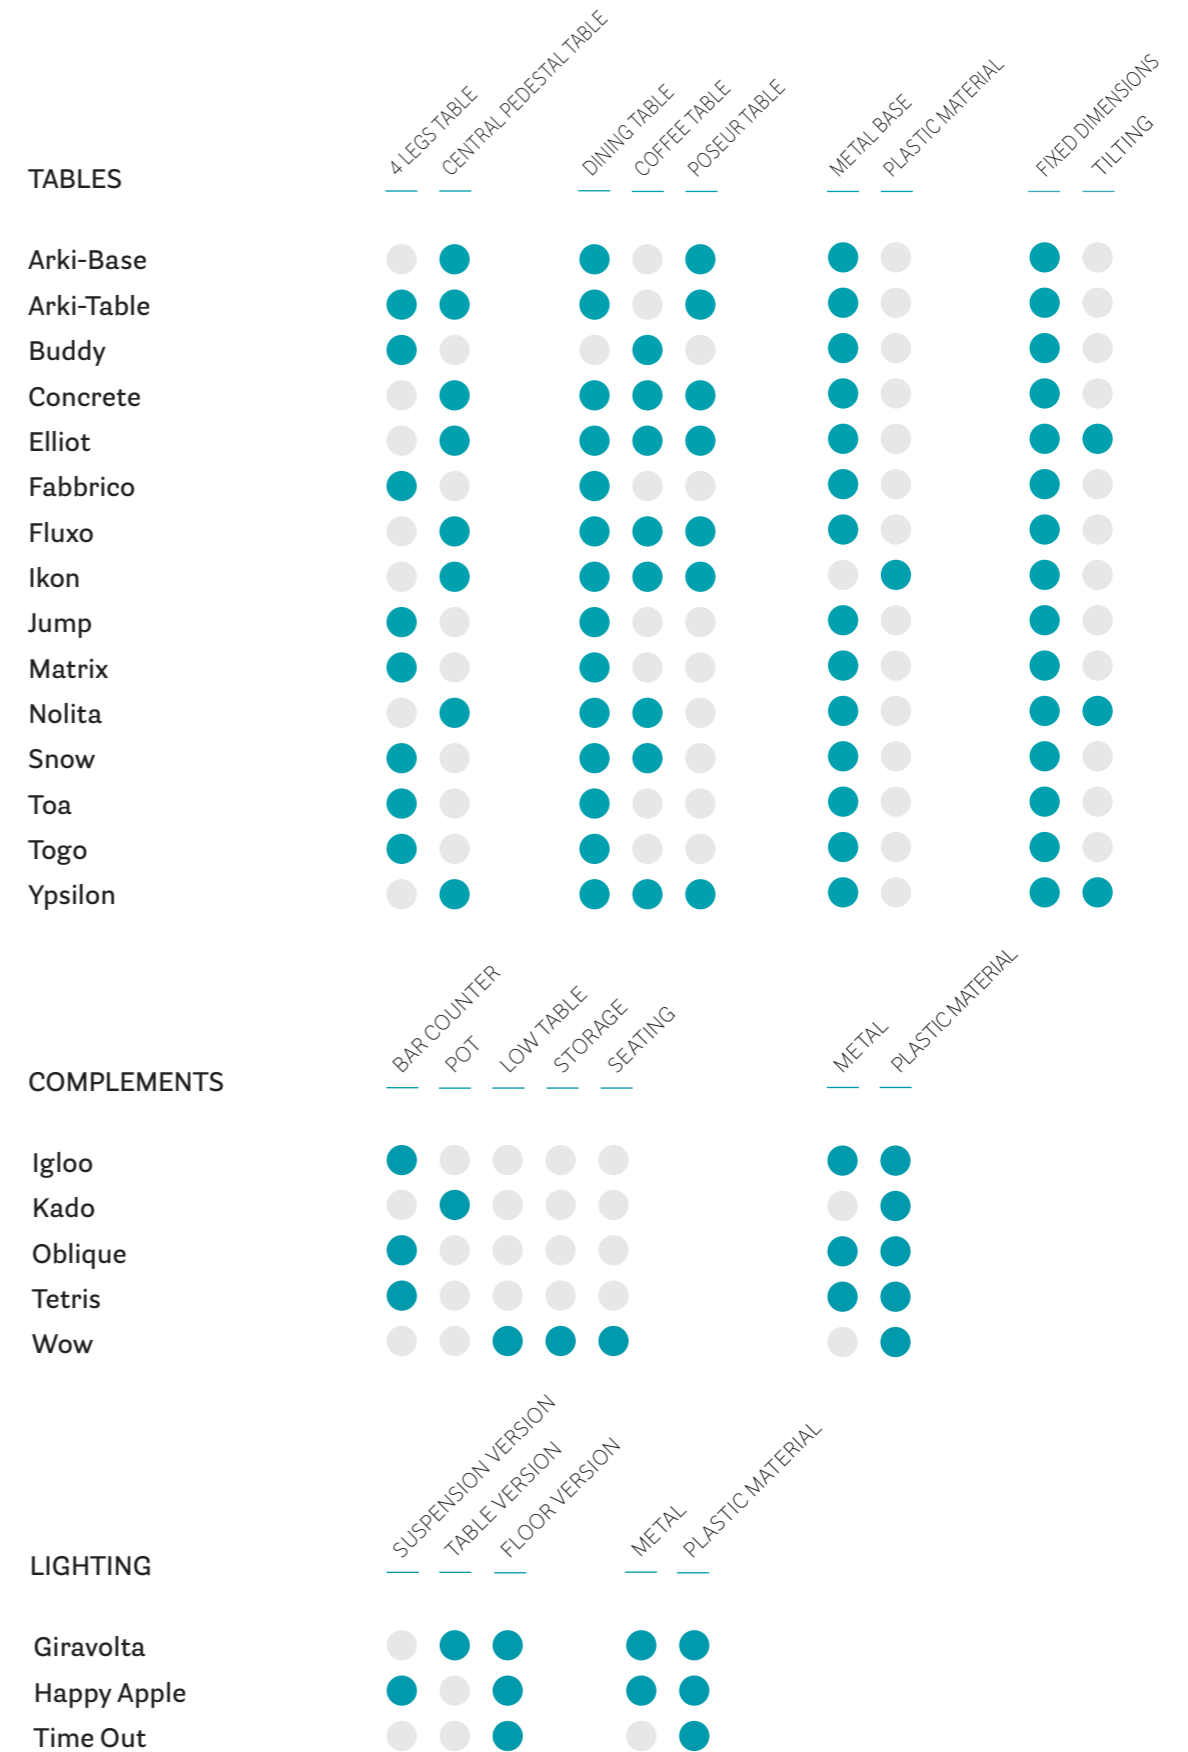 TABLES
4 LEGS TABLE
CENTRAL PEDESTAL TABLE
DINING TABLE
COFFEE TABLE
POSEUR TABLE
METAL BASE
PLASTIC MATERIAL
FIXED DIMENSIONS
TILTING
Arki-Base
Arki-Table
Buddy
Concrete
Elliot
Fabbrico
Fluxo
Ikon
Jump
Matrix
Nolita
Snow
Toa
Togo
Ypsilon
COMPLEMENTS
BAR COUNTER
POT
LOW TABLE
STORAGE
SEATING
METAL
PLASTIC MATERIAL
Igloo
Kado
Oblique
Tetris
Wow
LIGHTING
SUSPENSION VERSION
TABLE VERSION
FLOOR VERSION
METAL
PLASTIC MATERIAL
Giravolta
Happy Apple
Time Out